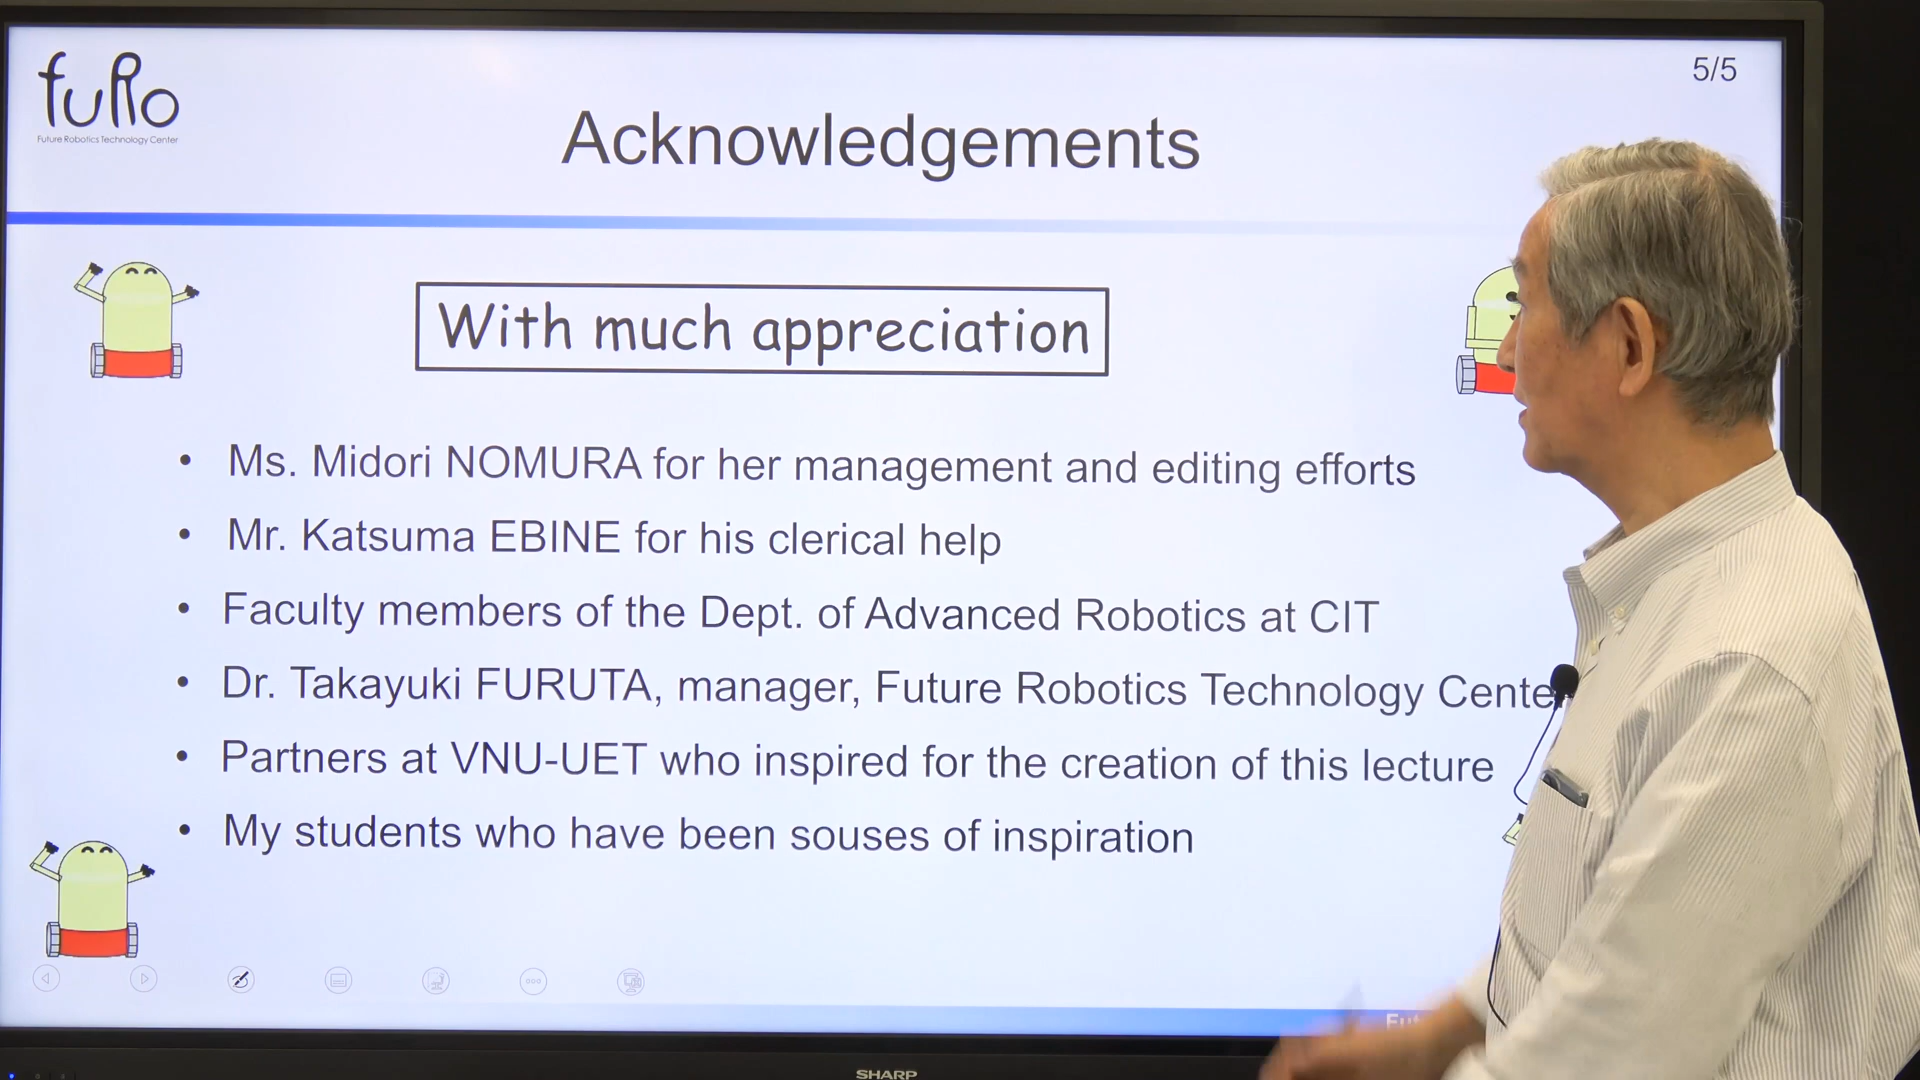 fuRo
Future Robotics Technology Center
5/5
Acknowledgements
With much appreciation
• Ms. Midori NOMURA for her management and editing efforts
• Mr. Katsuma EBINE for his clerical help
• Faculty members of the Dept. of Advanced Robotics at CIT
• Dr. Takayuki FURUTA, manager, Future Robotics Technology Cente
• Partners at VNU-UET who inspired for the creation of this lecture
• My students who have been souses of inspiration
SHARP